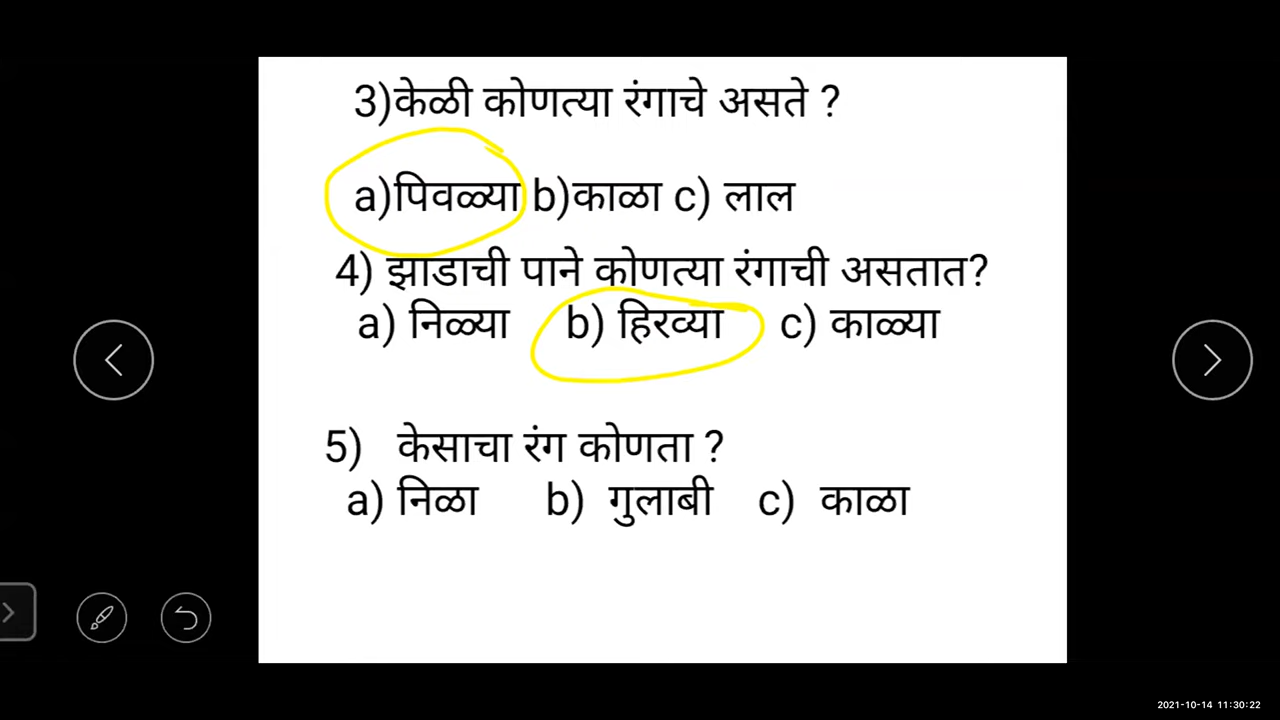 3)केळी कोणत्या रंगाचे असते ?
a)पिवळ्या b)काळा c) लाल
4) झाडाची पाने कोणत्या रंगाची असतात?
a) निळ्या b) हिरव्या c) काळ्या
5) केसाचा रंग कोणता ?
a) निळा b) गुलाबी c) काळा
2021-10-14 11:30:22